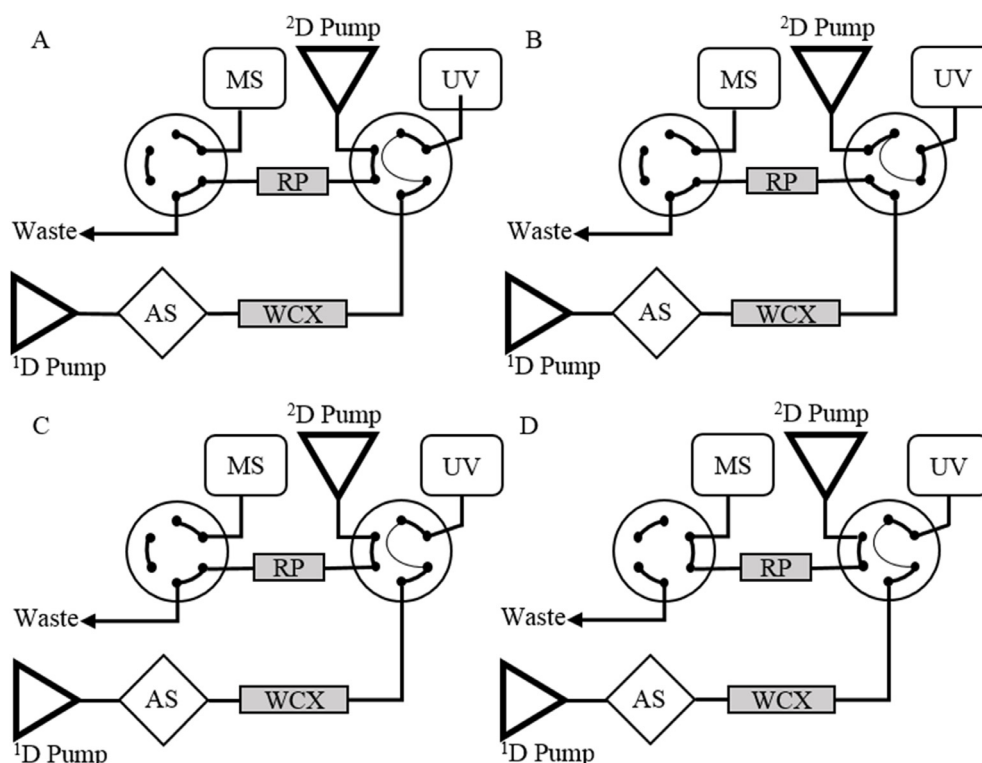 A
²D Pump
MS
UV
RP
Waste
AS
WCX
¹D Pump
B
²D Pump
MS
UV
RP
Waste
AS
WCX
¹D Pump
C
²D Pump
MS
UV
RP
Waste
AS
WCX
¹D Pump
D
²D Pump
MS
UV
RP
Waste
AS
WCX
¹D Pump